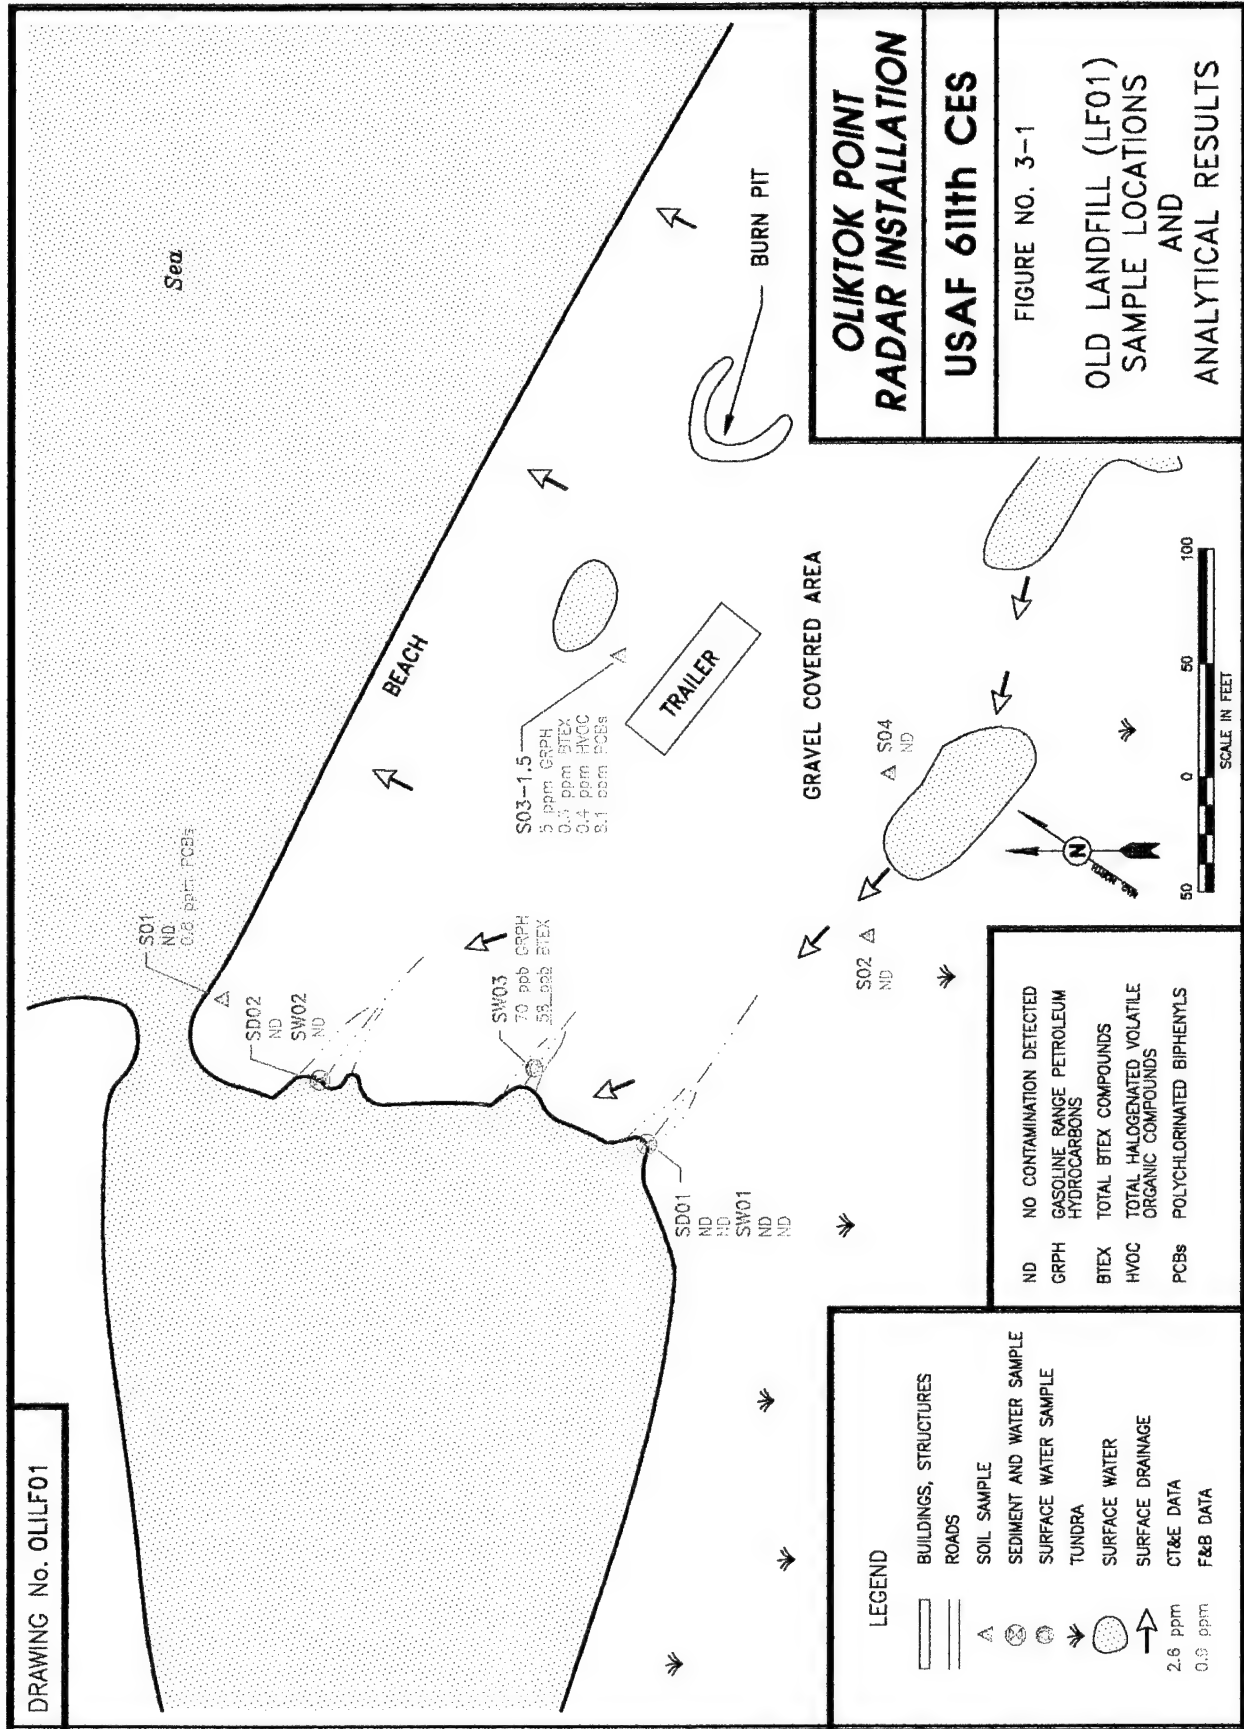 DRAWING No. OLILF01
Sea
BEACH
S01
ND
0.8 ppm PCBs
SD02
ND
SW02
ND
SW03
70 ppb GRPH
BTEX
SD01
ND
ND
SW01
ND
ND
S03-1.5
5 ppm GRPH
ppm BTEX
0.4 ppm HVOC
ppm PCBs
TRAILER
BURN PIT
GRAVEL COVERED AREA
S04
ND
S02
ND
N
MAG. NORTH
50
0
50
100
SCALE IN FEET
LEGEND
BUILDINGS, STRUCTURES
ROADS
SOIL SAMPLE
SEDIMENT AND WATER SAMPLE
SURFACE WATER SAMPLE
TUNDRA
SURFACE WATER
SURFACE DRAINAGE
2.6 ppm CT&E DATA
0.9 ppm F&B DATA
ND NO CONTAMINATION DETECTED
GRPH GASOLINE RANGE PETROLEUM
HYDROCARBONS
BTEX TOTAL BTEX COMPOUNDS
HVOC TOTAL HALOGENATED VOLATILE
ORGANIC COMPOUNDS
PCBs POLYCHLORINATED BIPHENYLS
OLIKTOK POINT
RADAR INSTALLATION
USAF 611th CES
FIGURE NO. 3-1
OLD LANDFILL (LF01)
SAMPLE LOCATIONS
AND
ANALYTICAL RESULTS